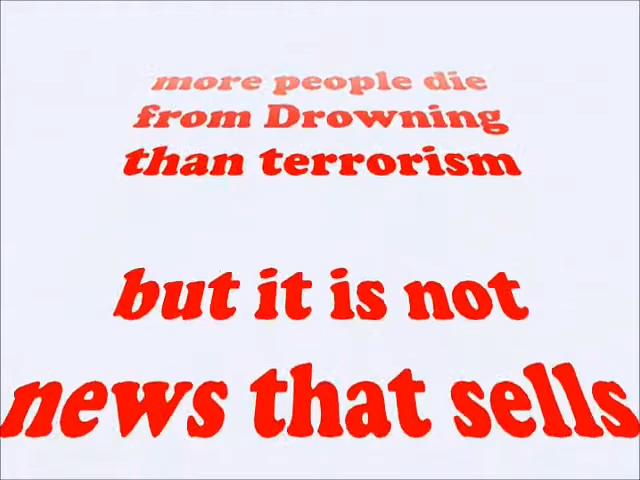 more people die
from Drowning
than terrorism
but it is not
news that sells